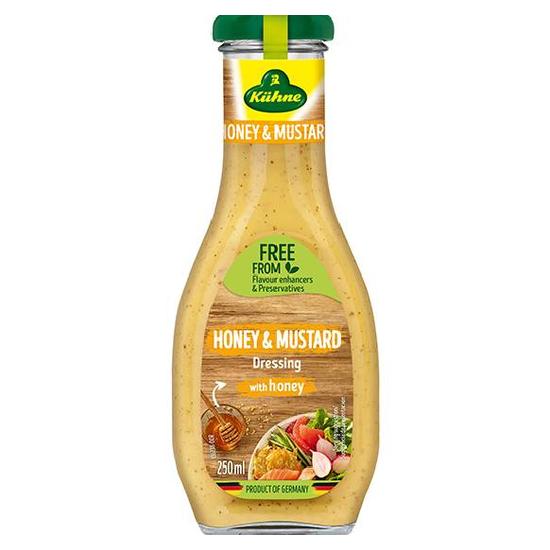 Kühne
HONEY & MUSTARD
FREE
FROM
Flavour enhancers
& Preservatives
HONEY & MUSTARD
Dressing
with honey
250ml
PRODUCT OF GERMANY